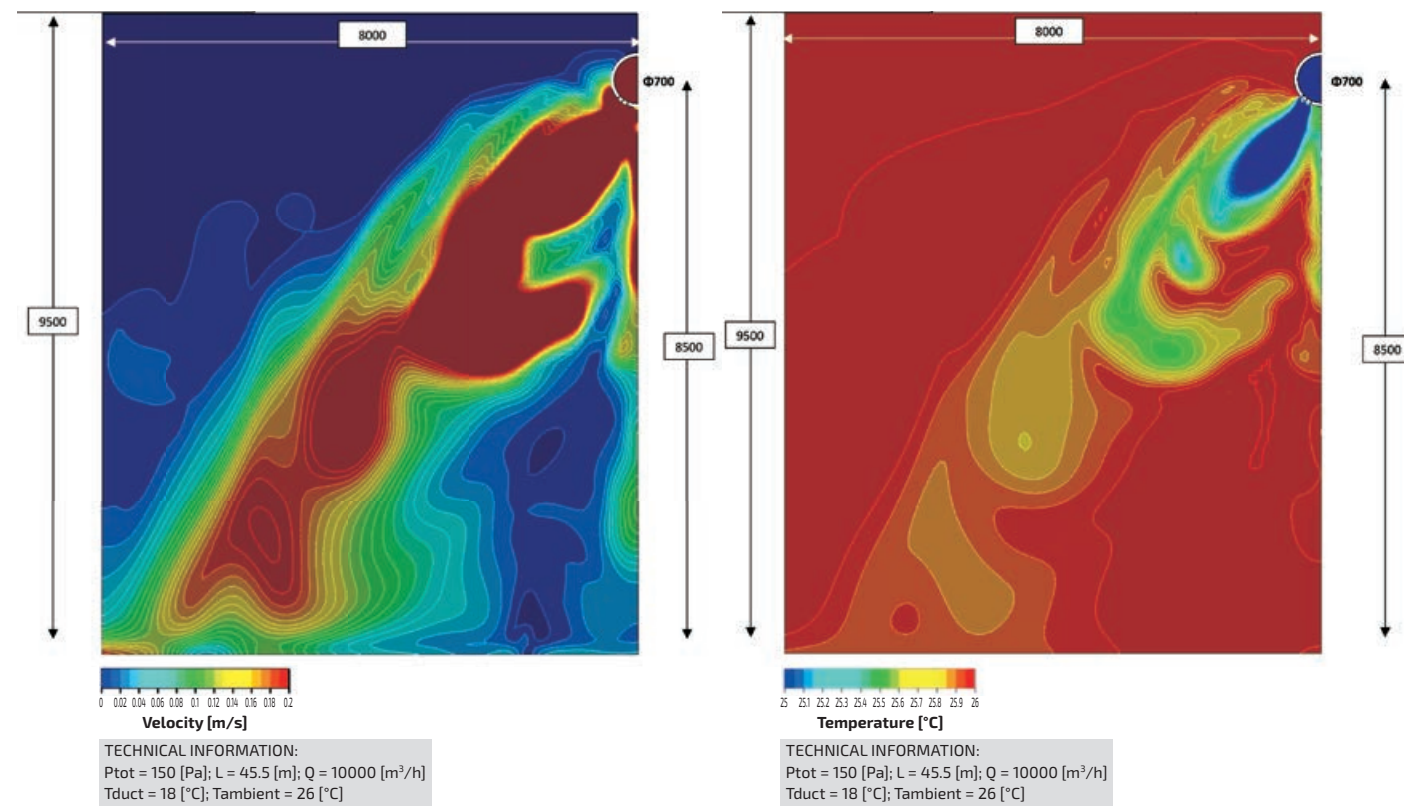 8000
Φ700
9500
8500
0 0.02 0.04 0.06 0.08 0.1 0.12 0.14 0.16 0.18 0.2
Velocity [m/s]
TECHNICAL INFORMATION:
Ptot = 150 [Pa]; L = 45.5 [m]; Q = 10000 [m³/h]
Tduct = 18 [°C]; Tambient = 26 [°C]
8000
Φ700
9500
8500
25 25.1 25.2 25.3 25.4 25.5 25.6 25.7 25.8 25.9 26
Temperature [°C]
TECHNICAL INFORMATION:
Ptot = 150 [Pa]; L = 45.5 [m]; Q = 10000 [m³/h]
Tduct = 18 [°C]; Tambient = 26 [°C]